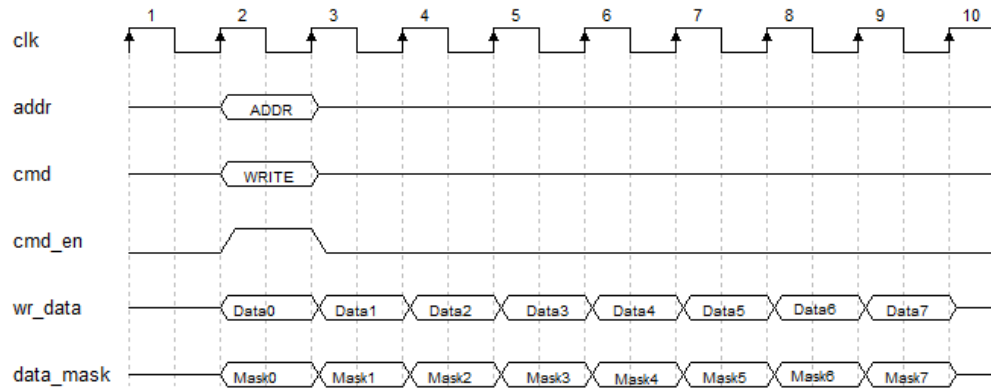 1 2 3 4 5 6 7 8 9 10
clk
addr ADDR
cmd WRITE
cmd_en
wr_data Data0 Data1 Data2 Data3 Data4 Data5 Data6 Data7
data_mask Mask0 Mask1 Mask2 Mask3 Mask4 Mask5 Mask6 Mask7